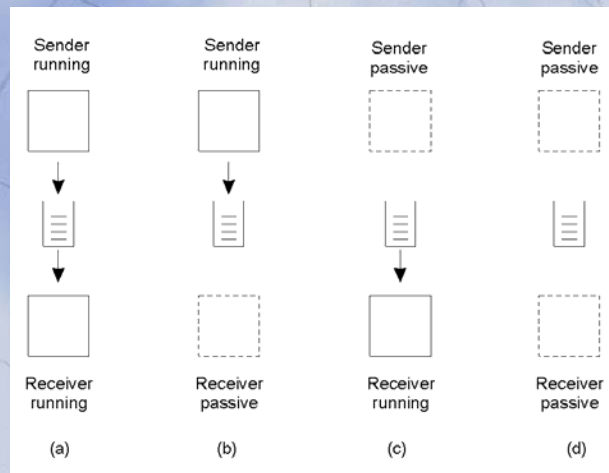 Sender
running
Sender
running
Sender
passive
Sender
passive
Receiver
running
Receiver
passive
Receiver
running
Receiver
passive
(a)
(b)
(c)
(d)